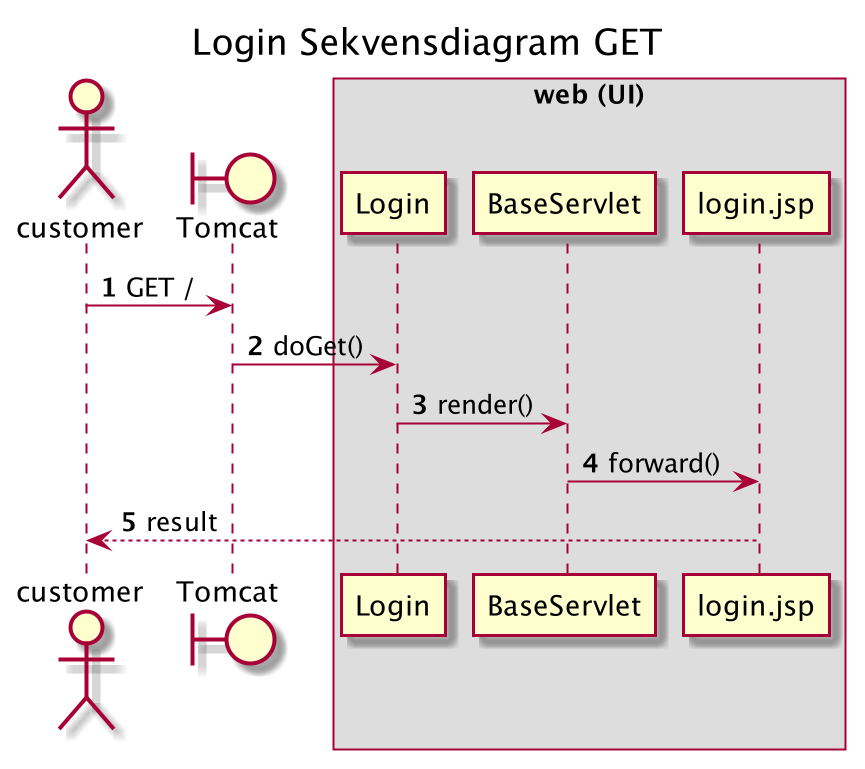 Login Sekvensdiagram GET
web (UI)
customer
Tomcat
Login
BaseServlet
login.jsp
1 GET /
2 doGet()
3 render()
4 forward()
5 result
customer
Tomcat
Login
BaseServlet
login.jsp